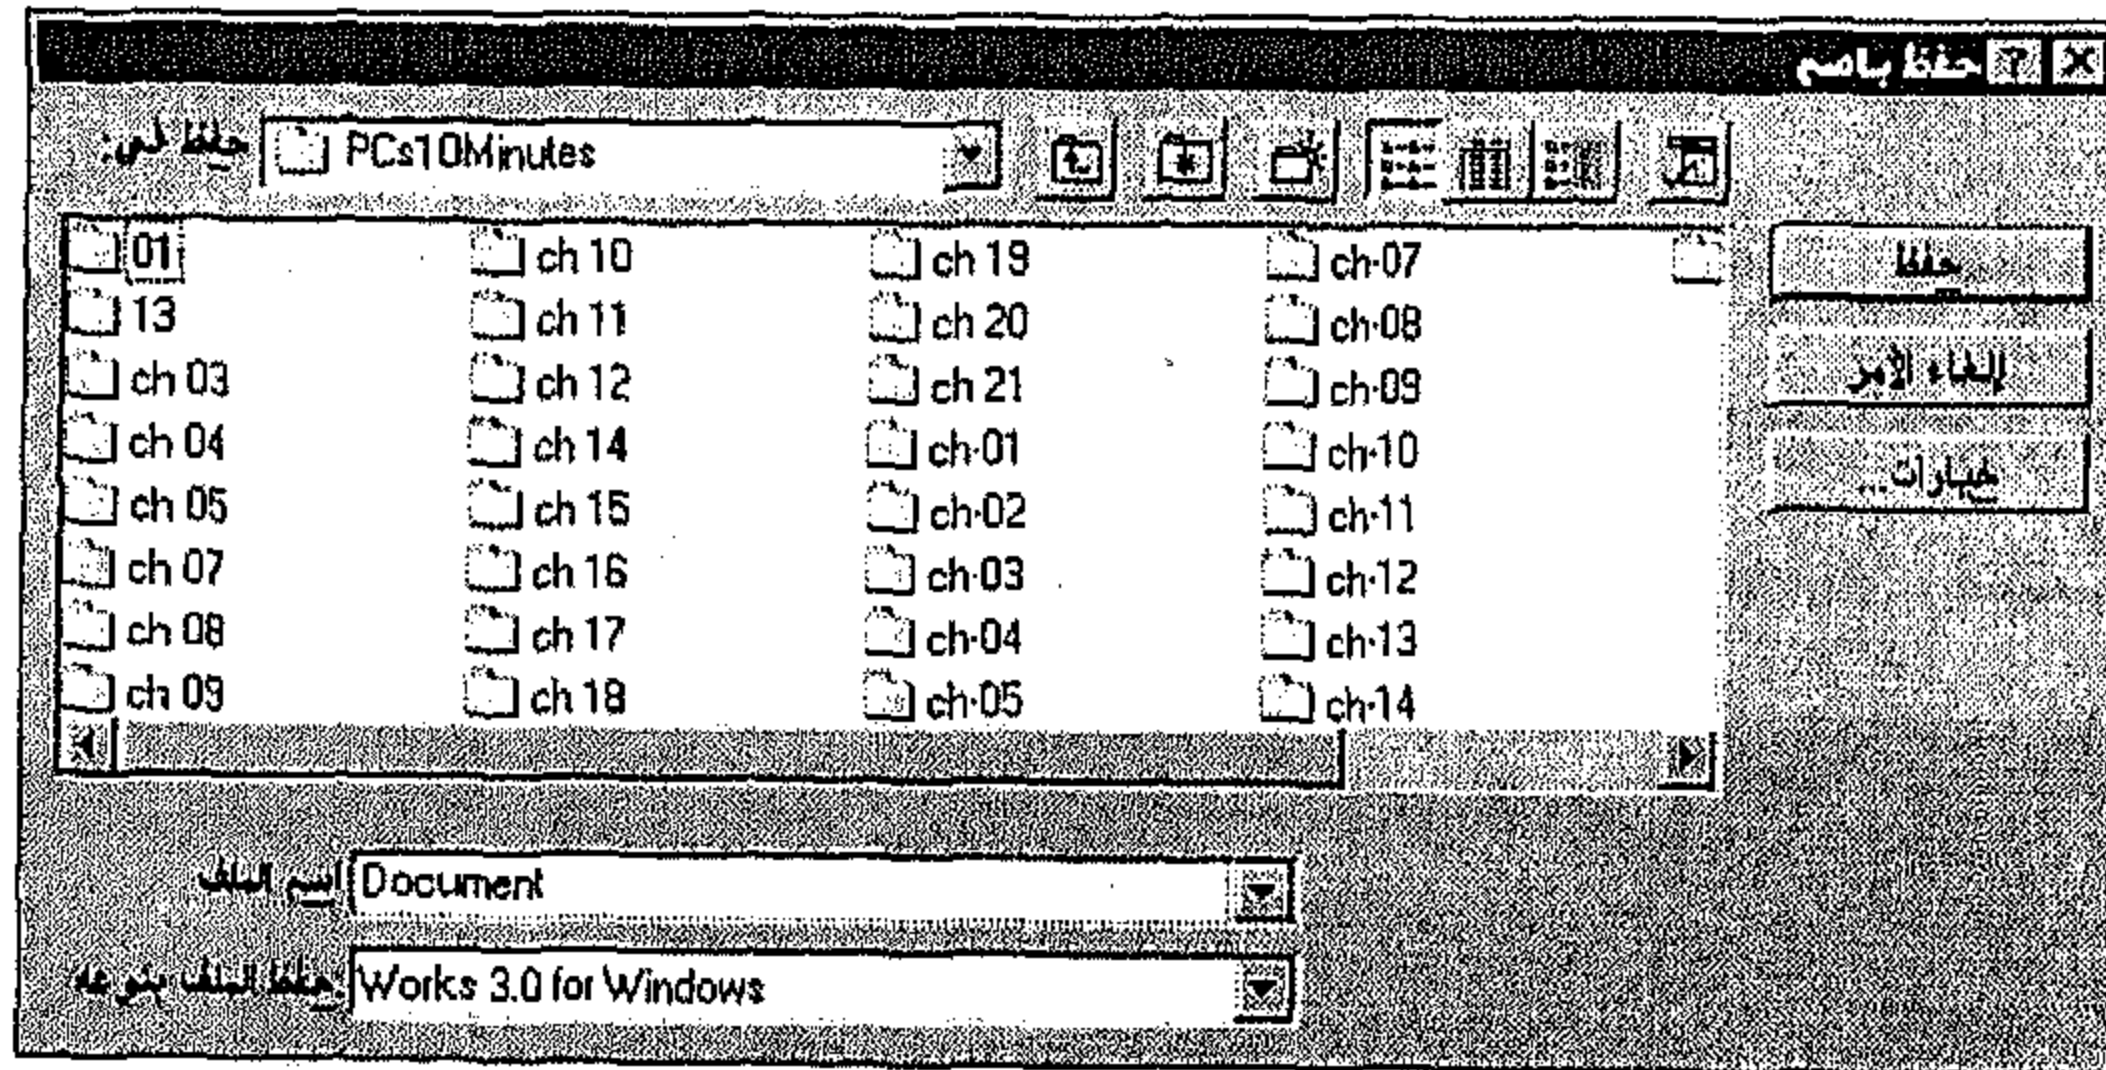 حفظ باسم
حفظ في: PCs10Minutes
01
13
ch 03
ch 04
ch 05
ch 07
ch 08
ch 09
ch 10
ch 11
ch 12
ch 14
ch 15
ch 16
ch 17
ch 18
ch 19
ch 20
ch 21
ch-01
ch-02
ch-03
ch-04
ch-05
ch-07
ch-08
ch-09
ch-10
ch-11
ch-12
ch-13
ch-14
حفظ
إلغاء الأمر
خيارات...
اسم الملف Document
حفظ الملف بنوعه Works 3.0 for Windows